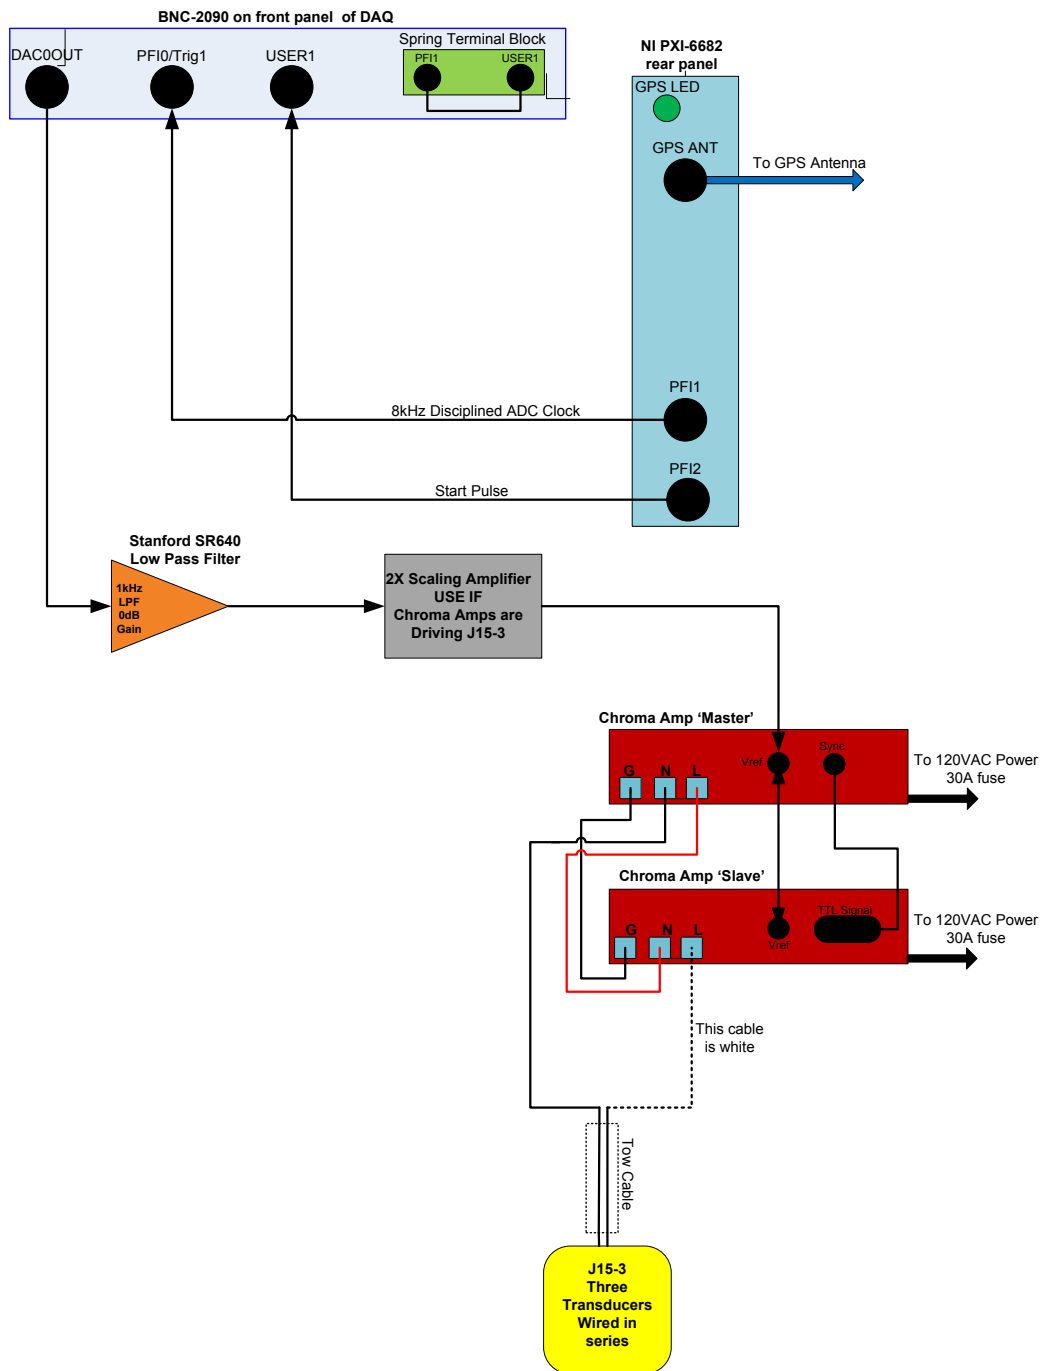 BNC-2090 on front panel  of DAQ
DAC0OUT
PFI0/Trig1
USER1
Spring Terminal Block
PFI1
USER1
NI PXI-6682
rear panel
GPS LED
GPS ANT
To GPS Antenna
PFI1
8kHz Disciplined ADC Clock
PFI2
Start Pulse
Stanford SR640
Low Pass Filter
1kHz
LPF
0dB
Gain
2X Scaling Amplifier
USE IF
Chroma Amps are
Driving J15-3
Chroma Amp ‘Master’
G
N
L
Vref
Sync
To 120VAC Power
30A fuse
Chroma Amp ‘Slave’
G
N
L
Vref
TTL Signal
To 120VAC Power
30A fuse
This cable
is white
Tow Cable
J15-3
Three
Transducers
Wired in
series